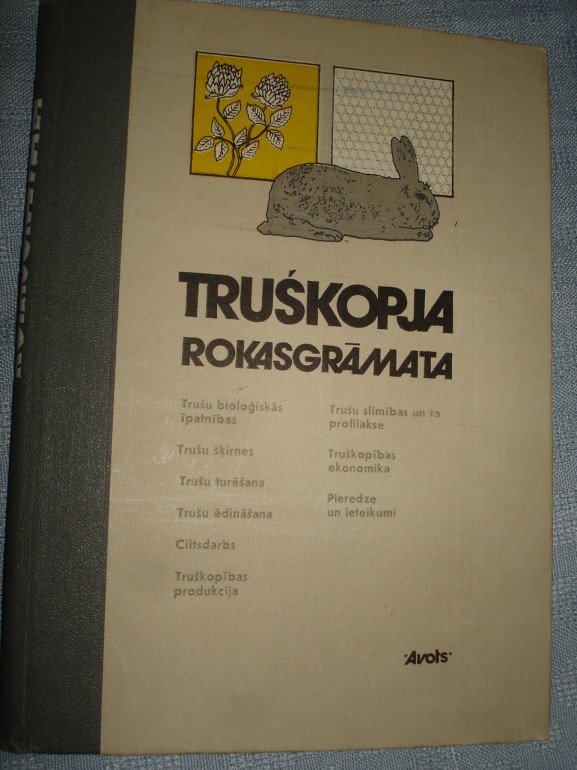 TRUŠKOPJA
ROKASGRĀMATA
Trušu bioloģiskās
īpatnības
Trušu šķirnes
Trušu turēšana
Trušu ēdināšana
Ciltsdarbs
Truškopības
produkcija
Trušu slimības un to
profilakse
Truškopības
ekonomika
Pieredze
un ieteikumi
•Avots•